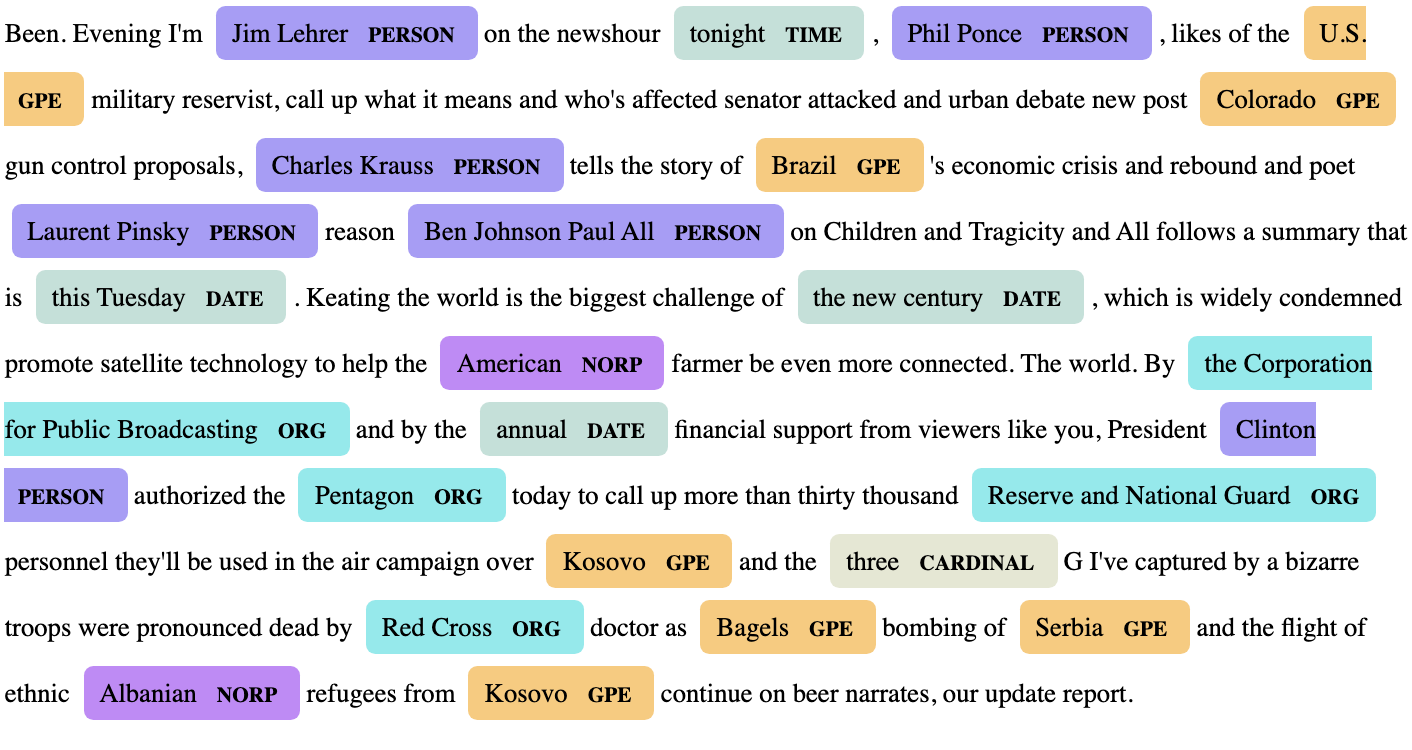 Been. Evening I'm Jim Lehrer PERSON on the newshour tonight TIME , Phil Ponce PERSON , likes of the U.S.
GPE military reservist, call up what it means and who's affected senator attacked and urban debate new post Colorado GPE
gun control proposals, Charles Krauss PERSON tells the story of Brazil GPE 's economic crisis and rebound and poet
Laurent Pinsky PERSON reason Ben Johnson Paul All PERSON on Children and Tragicity and All follows a summary that
is this Tuesday DATE . Keating the world is the biggest challenge of the new century DATE , which is widely condemned
promote satellite technology to help the American NORP farmer be even more connected. The world. By the Corporation
for Public Broadcasting ORG and by the annual DATE financial support from viewers like you, President Clinton
PERSON authorized the Pentagon ORG today to call up more than thirty thousand Reserve and National Guard ORG
personnel they'll be used in the air campaign over Kosovo GPE and the three CARDINAL G I've captured by a bizarre
troops were pronounced dead by Red Cross ORG doctor as Bagels GPE bombing of Serbia GPE and the flight of
ethnic Albanian NORP refugees from Kosovo GPE continue on beer narrates, our update report.